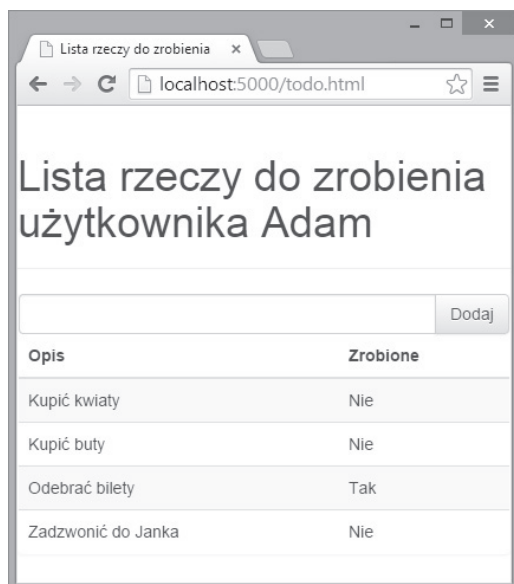 Lista rzeczy do zrobienia
localhost:5000/todo.html
Lista rzeczy do zrobienia
użytkownika Adam
Dodaj
Opis Zrobione
Kupić kwiaty Nie
Kupić buty Nie
Odebrać bilety Tak
Zadzwonić do Janka Nie